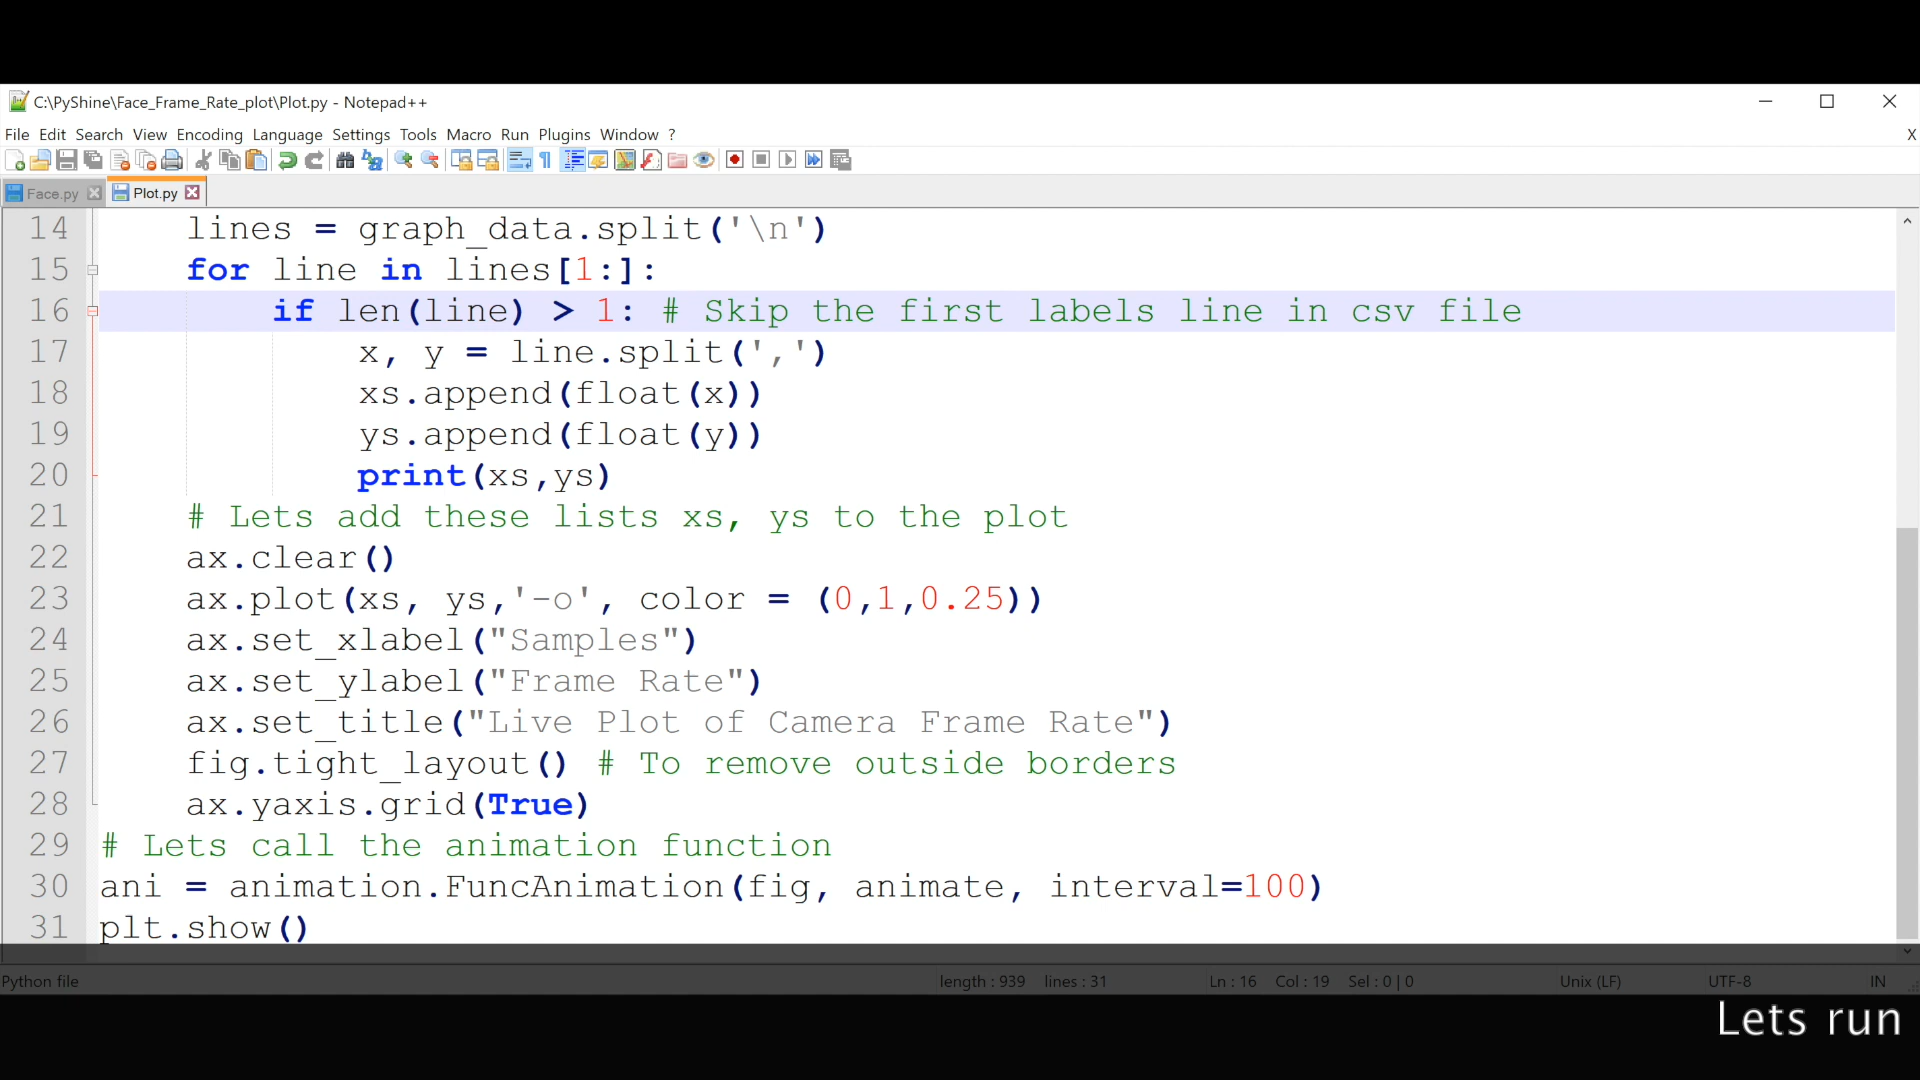 C:\PyShine\Face_Frame_Rate_plot\Plot.py - Notepad++
File Edit Search View Encoding Language Settings Tools Macro Run Plugins Window ? X
Face.py Plot.py
14 lines = graph_data.split('\n')
15 for line in lines[1:]:
16 if len(line) > 1: # Skip the first labels line in csv file
17 x, y = line.split(',')
18 xs.append(float(x))
19 ys.append(float(y))
20 print(xs,ys)
21 # Lets add these lists xs, ys to the plot
22 ax.clear()
23 ax.plot(xs, ys,'-o', color = (0,1,0.25))
24 ax.set_xlabel("Samples")
25 ax.set_ylabel("Frame Rate")
26 ax.set_title("Live Plot of Camera Frame Rate")
27 fig.tight_layout() # To remove outside borders
28 ax.yaxis.grid(True)
29 # Lets call the animation function
30 ani = animation.FuncAnimation(fig, animate, interval=100)
31 plt.show()
Python file length : 939 lines : 31 Ln : 16 Col : 19 Sel : 0 | 0 Unix (LF) UTF-8 IN
Lets run